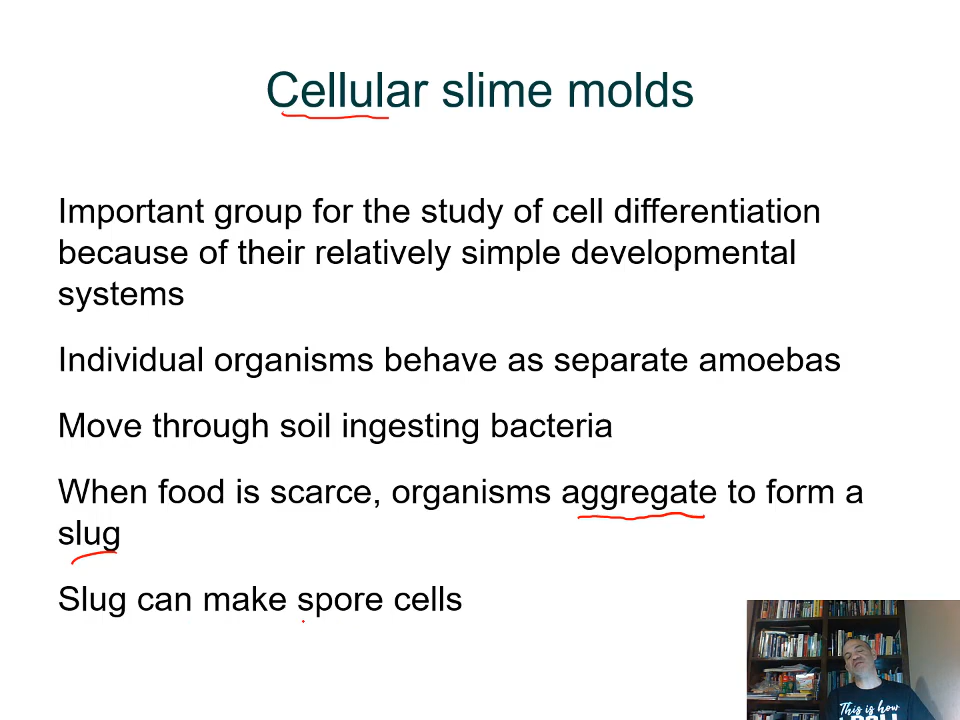 Cellular slime molds
Important group for the study of cell differentiation
because of their relatively simple developmental
systems
Individual organisms behave as separate amoebas
Move through soil ingesting bacteria
When food is scarce, organisms aggregate to form a
slug
Slug can make spore cells
This is how
I ROLL